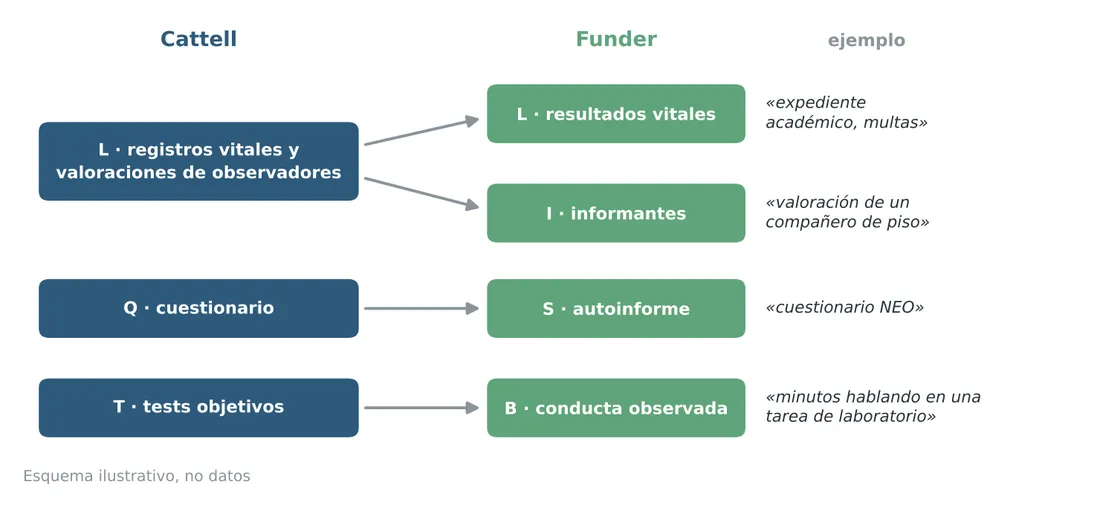 Cattell
Funder
ejemplo
L · registros vitales y
valoraciones de observadores
L · resultados vitales
«expediente
académico, multas»
I · informantes
«valoración de un
compañero de piso»
Q · cuestionario
S · autoinforme
«cuestionario NEO»
T · tests objetivos
B · conducta observada
«minutos hablando en una
tarea de laboratorio»
Esquema ilustrativo, no datos